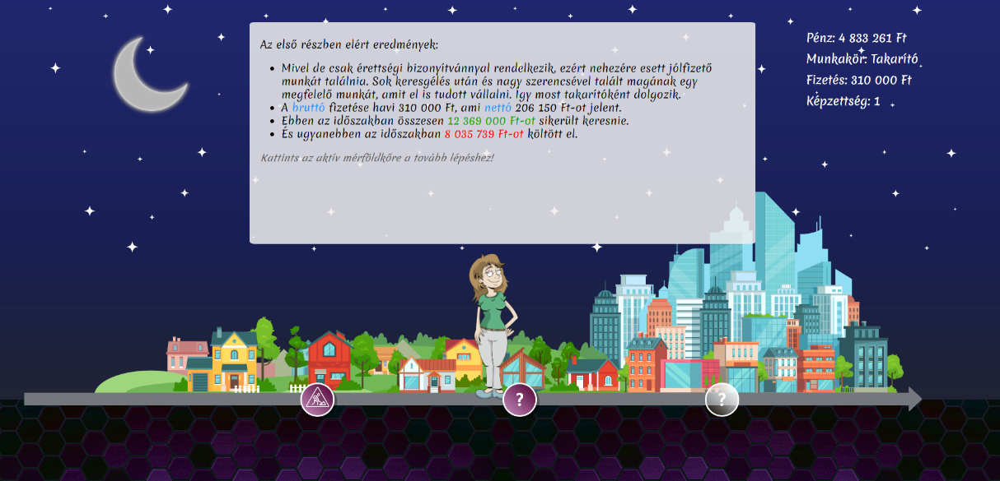 Az első részben elért eredmények:
Mivel de csak érettségi bizonyítvánnyal rendelkezik, ezért nehezére esett jólfizető
munkát találnia. Sok keresgélés után és nagy szerencsével talált magának egy
megfelelő munkát, amit el is tudott vállalni. Így most takarítóként dolgozik.
A bruttó fizetése havi 310 000 Ft, ami nettó 206 150 Ft-ot jelent.
Ebben az időszakban összesen 12 369 000 Ft-ot sikerült keresnie.
És ugyanebben az időszakban 8 035 739 Ft-ot költött el.
Kattints az aktív mérföldkőre a tovább lépéshez!
Pénz: 4 833 261 Ft
Munkakör: Takarító
Fizetés: 310 000 Ft
Képzettség: 1
?
?